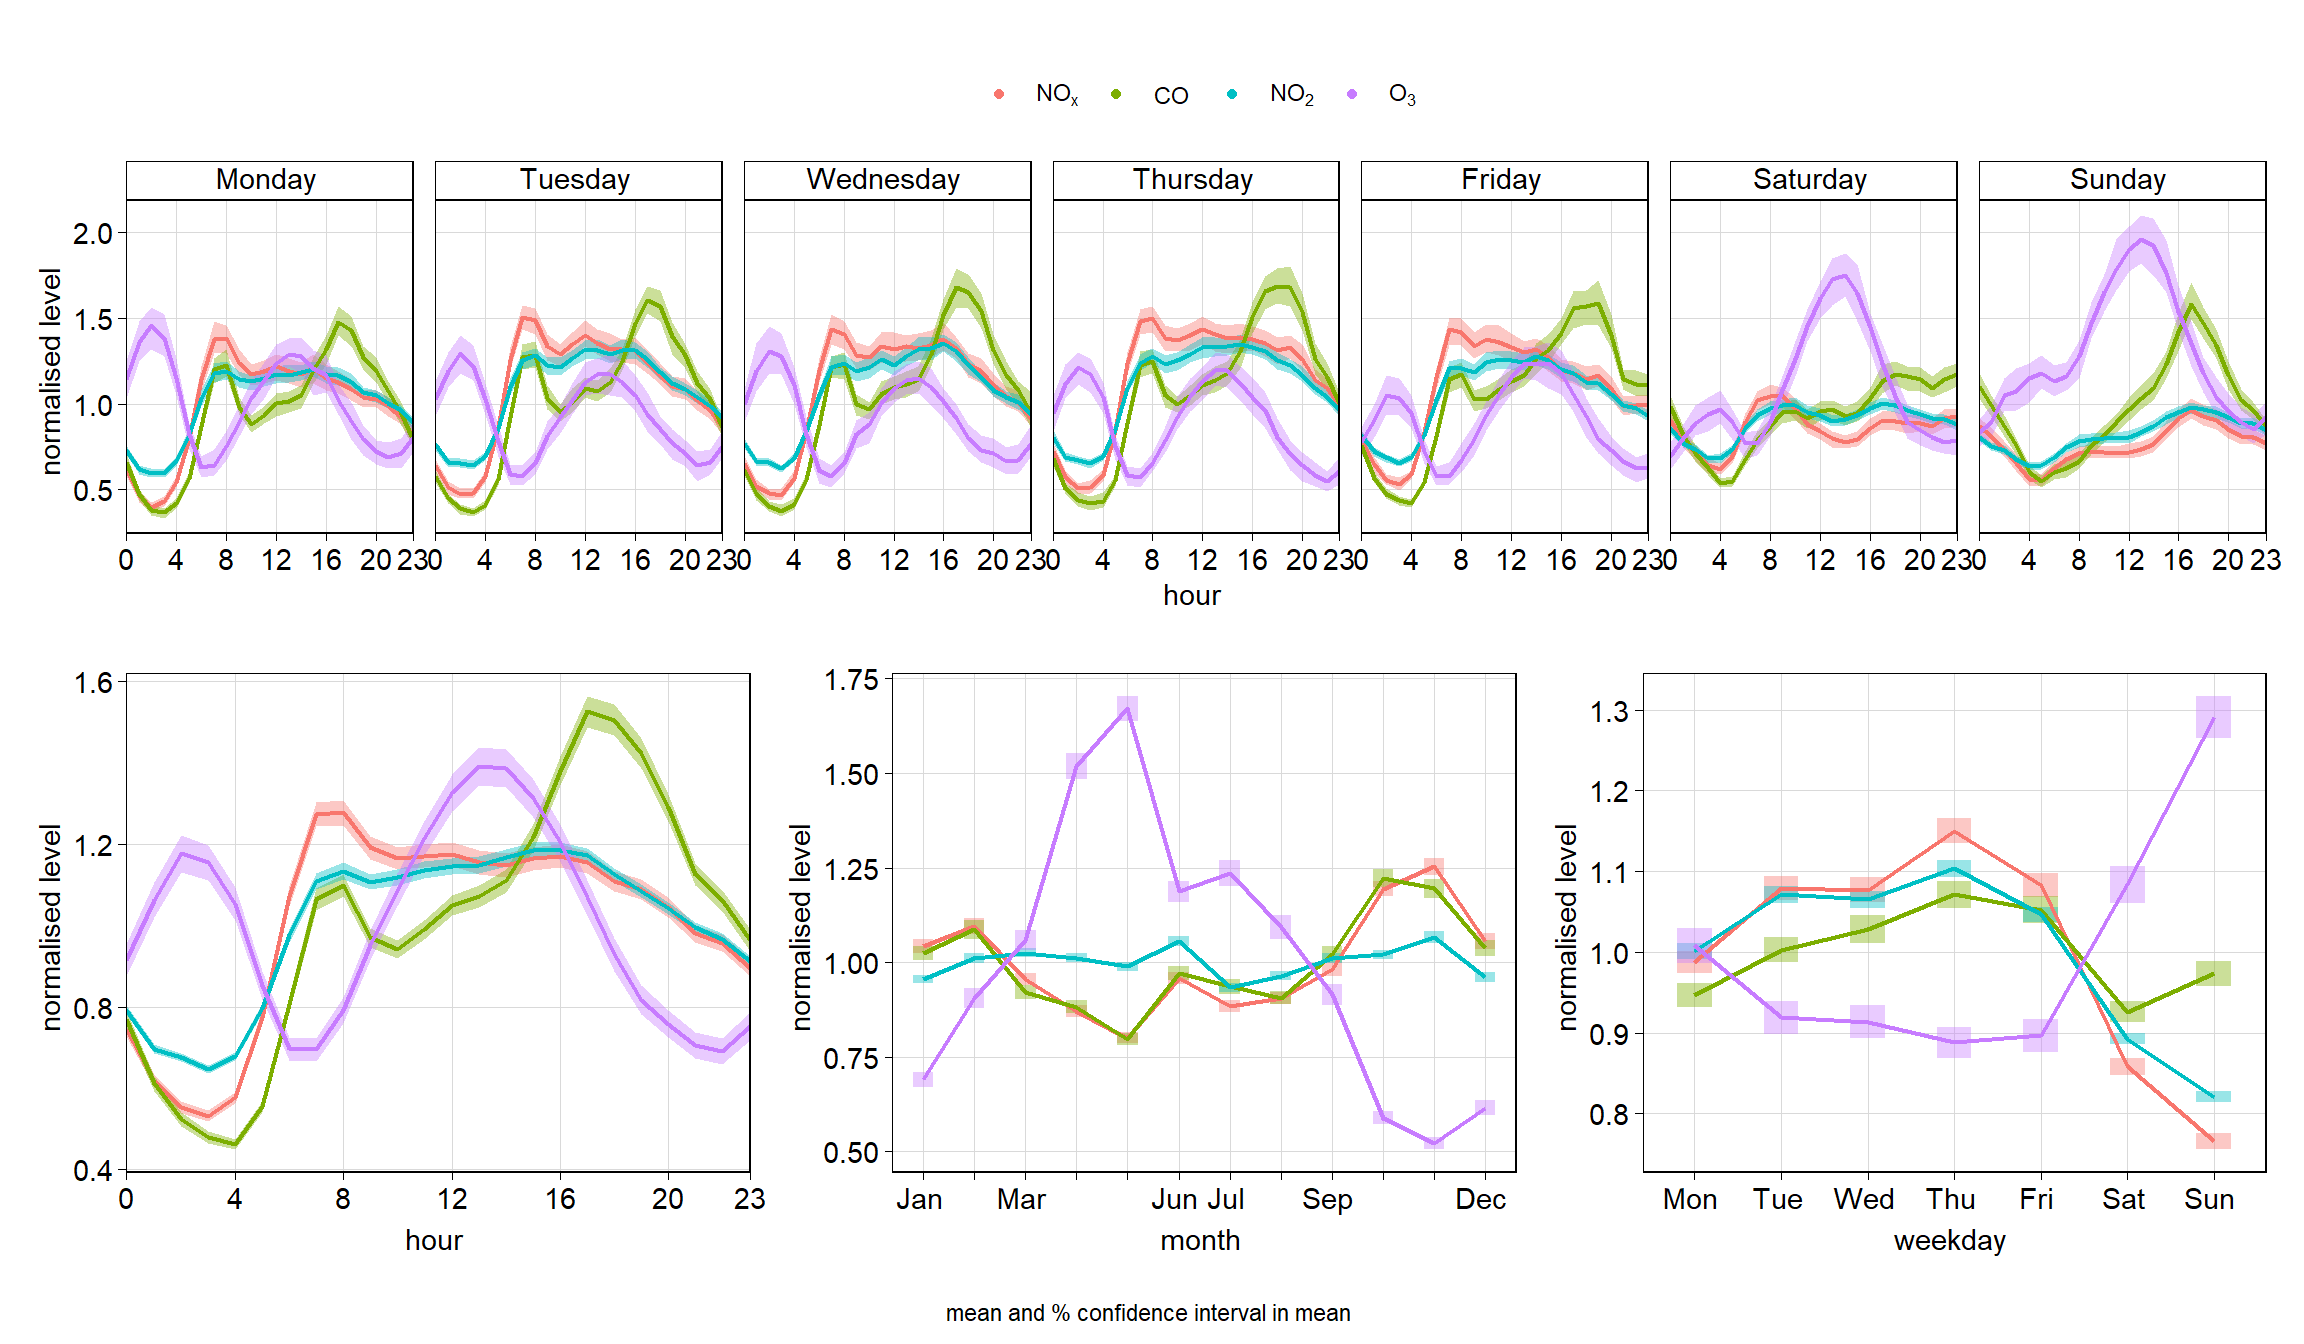 NOx CO NO2 O3
Monday Tuesday Wednesday Thursday Friday Saturday Sunday
normalised level
2.0
1.5
1.0
0.5
0 4 8 12 16 20 23 0 4 8 12 16 20 23 0 4 8 12 16 20 23 0 4 8 12 16 20 23 0 4 8 12 16 20 23 0 4 8 12 16 20 23 0 4 8 12 16 20 23
hour
normalised level
1.6
1.2
0.8
0.4
0 4 8 12 16 20 23
hour
normalised level
1.75
1.50
1.25
1.00
0.75
0.50
Jan Mar Jun Jul Sep Dec
month
normalised level
1.3
1.2
1.1
1.0
0.9
0.8
Mon Tue Wed Thu Fri Sat Sun
weekday
mean and % confidence interval in mean